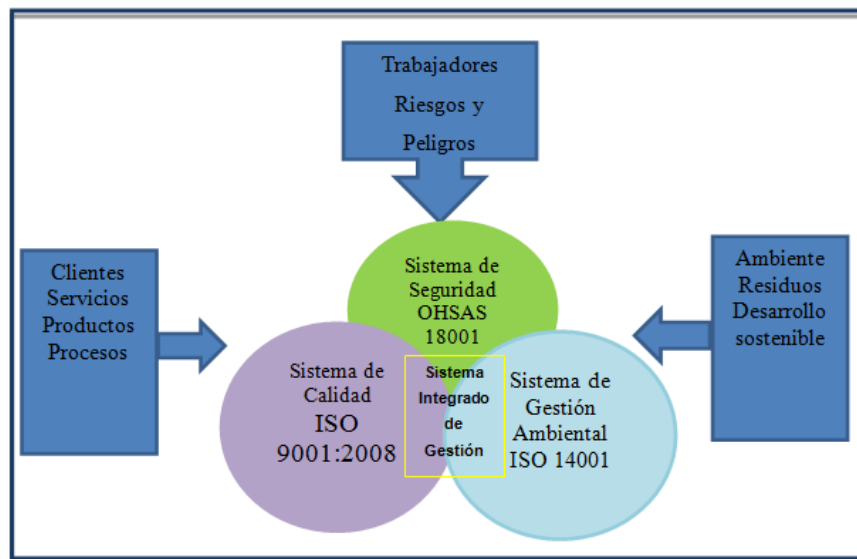 Trabajadores
Riesgos y
Peligros
Clientes
Servicios
Productos
Procesos
Ambiente
Residuos
Desarrollo
sostenible
Sistema de
Seguridad
OHSAS
18001
Sistema de
Calidad
ISO
9001:2008
Sistema
Integrado
de
Gestión
Sistema de
Gestión
Ambiental
ISO 14001